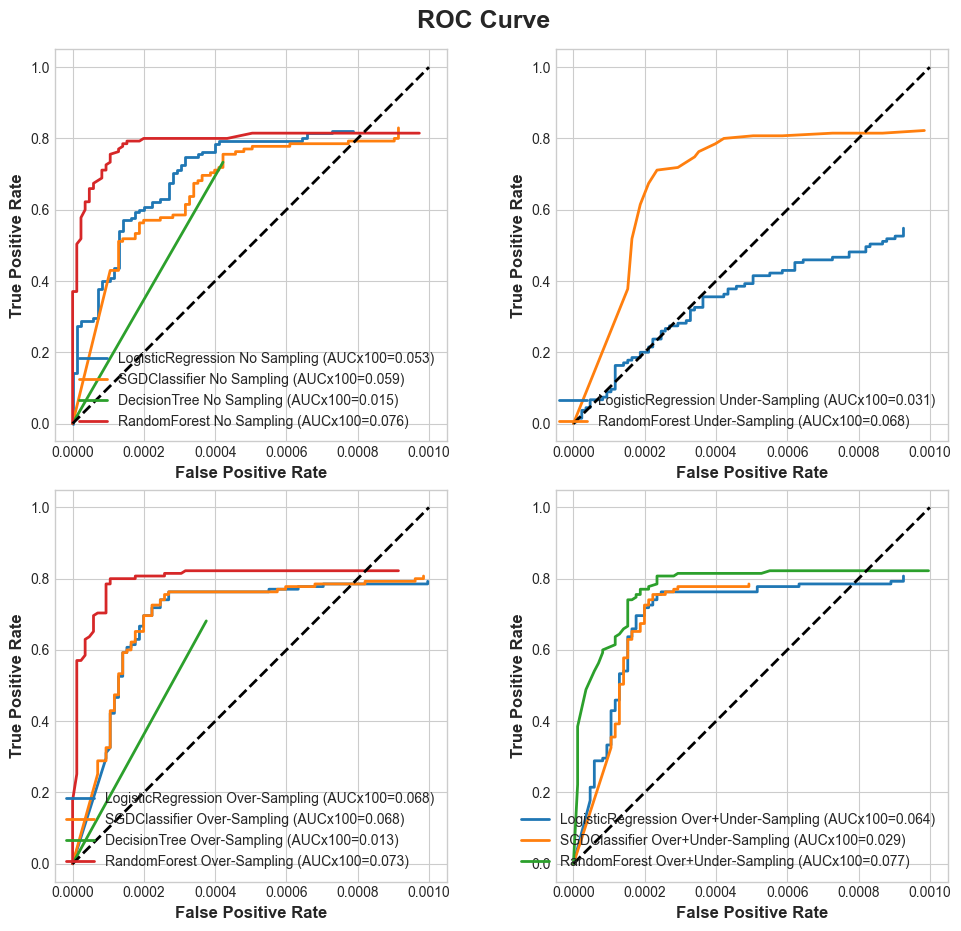 ROC Curve
1.0
0.8
0.6
0.4
0.2
0.0
True Positive Rate
LogisticRegression No Sampling (AUCx100=0.053)
SGDClassifier No Sampling (AUCx100=0.059)
DecisionTree No Sampling (AUCx100=0.015)
RandomForest No Sampling (AUCx100=0.076)
0.0000 0.0002 0.0004 0.0006 0.0008 0.0010
False Positive Rate
1.0
0.8
0.6
0.4
0.2
0.0
True Positive Rate
LogisticRegression Under-Sampling (AUCx100=0.031)
RandomForest Under-Sampling (AUCx100=0.068)
0.0000 0.0002 0.0004 0.0006 0.0008 0.0010
False Positive Rate
1.0
0.8
0.6
0.4
0.2
0.0
True Positive Rate
LogisticRegression Over-Sampling (AUCx100=0.068)
SGDClassifier Over-Sampling (AUCx100=0.068)
DecisionTree Over-Sampling (AUCx100=0.013)
RandomForest Over-Sampling (AUCx100=0.073)
0.0000 0.0002 0.0004 0.0006 0.0008 0.0010
False Positive Rate
1.0
0.8
0.6
0.4
0.2
0.0
True Positive Rate
LogisticRegression Over+Under-Sampling (AUCx100=0.064)
SGDClassifier Over+Under-Sampling (AUCx100=0.029)
RandomForest Over+Under-Sampling (AUCx100=0.077)
0.0000 0.0002 0.0004 0.0006 0.0008 0.0010
False Positive Rate